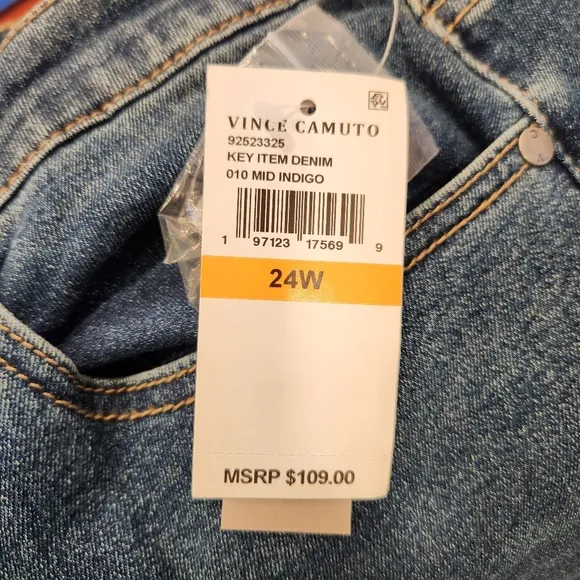 VINCE CAMUTO
92523325
KEY ITEM DENIM
010 MID INDIGO
1 97123 17569 9
24W
MSRP $109.00